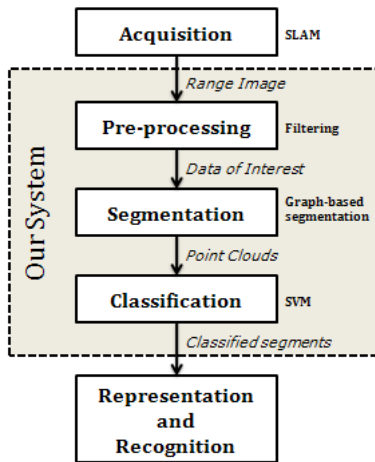 Acquisition
SLAM
Range Image
Pre-processing
Filtering
Data of Interest
Our System
Segmentation
Graph-based
segmentation
Point Clouds
Classification
SVM
Classified segments
Representation
and
Recognition